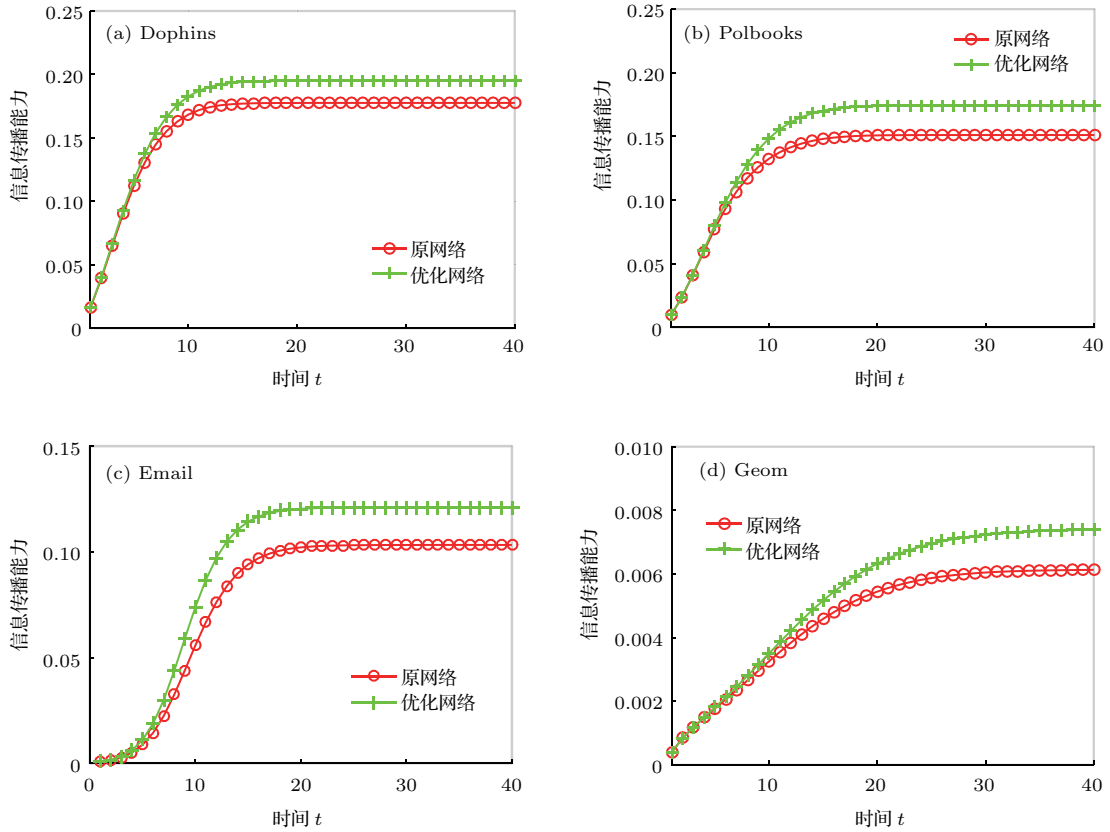 (a) Dophins
0.25
0.20
0.15
0.10
0.05
0
信息传播能力
原网络
优化网络
10 20 30 40
时间 t
(b) Polbooks
0.25
0.20
0.15
0.10
0.05
0
信息传播能力
原网络
优化网络
10 20 30 40
时间 t
(c) Email
0.15
0.10
0.05
0
信息传播能力
原网络
优化网络
0 10 20 30 40
时间 t
(d) Geom
0.010
0.008
0.006
0.004
0.002
0
信息传播能力
原网络
优化网络
10 20 30 40
时间 t